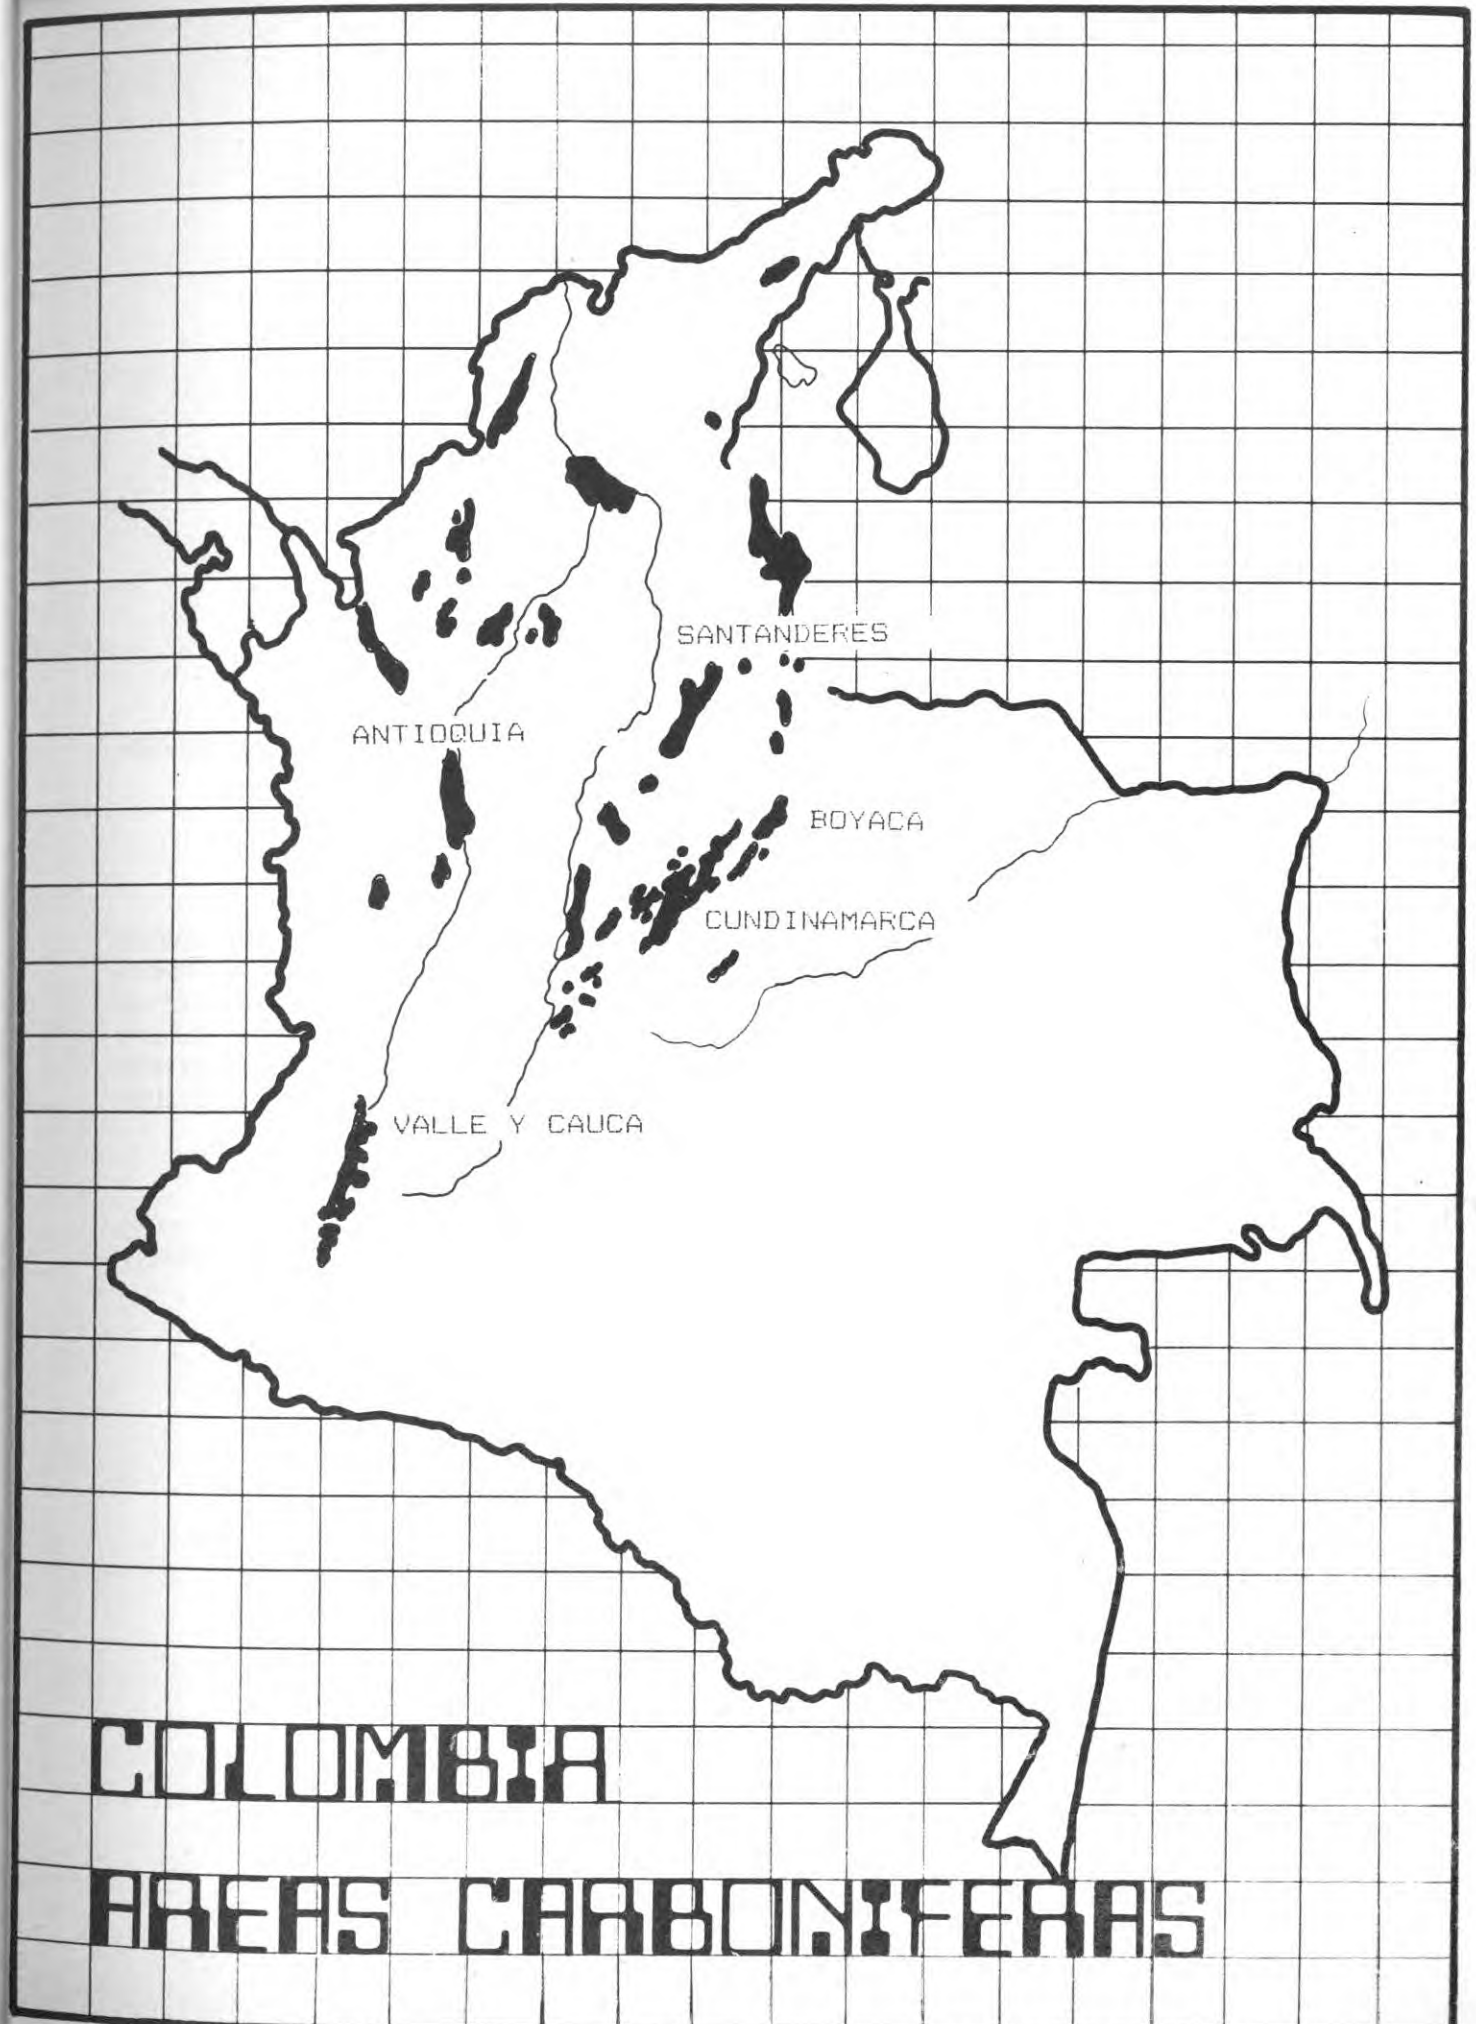 SANTANDERES
ANTIOQUIA
BOYACA
CUNDINAMARCA
VALLE Y CAUCA
COLOMBIA
AREAS CARBONIFERAS